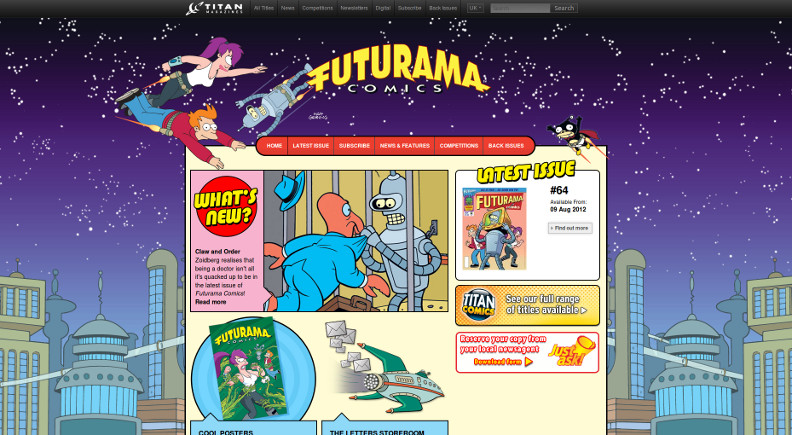 TITAN
MAGAZINES
All Titles
News
Competitions
Newsletters
Digital
Subscribe
Back Issues
UK
Search
FUTURAMA
COMICS
HOME
LATEST ISSUE
SUBSCRIBE
NEWS & FEATURES
COMPETITIONS
BACK ISSUES
WHAT'S
NEW?
Claw and Order
Zoidberg realises that
being a doctor isn't all
it's quacked up to be in
the latest issue of
Futurama Comics!
Read more
LATEST ISSUE
FUTURAMA
#64
Available From:
09 Aug 2012
Find out more
TITAN
COMICS
See our full range
of titles available
Reserve your copy from
your local newsagent
Download form
Just
ask!
FUTURAMA
COMICS
COOL POSTERS
THE LETTERS STOREROOM